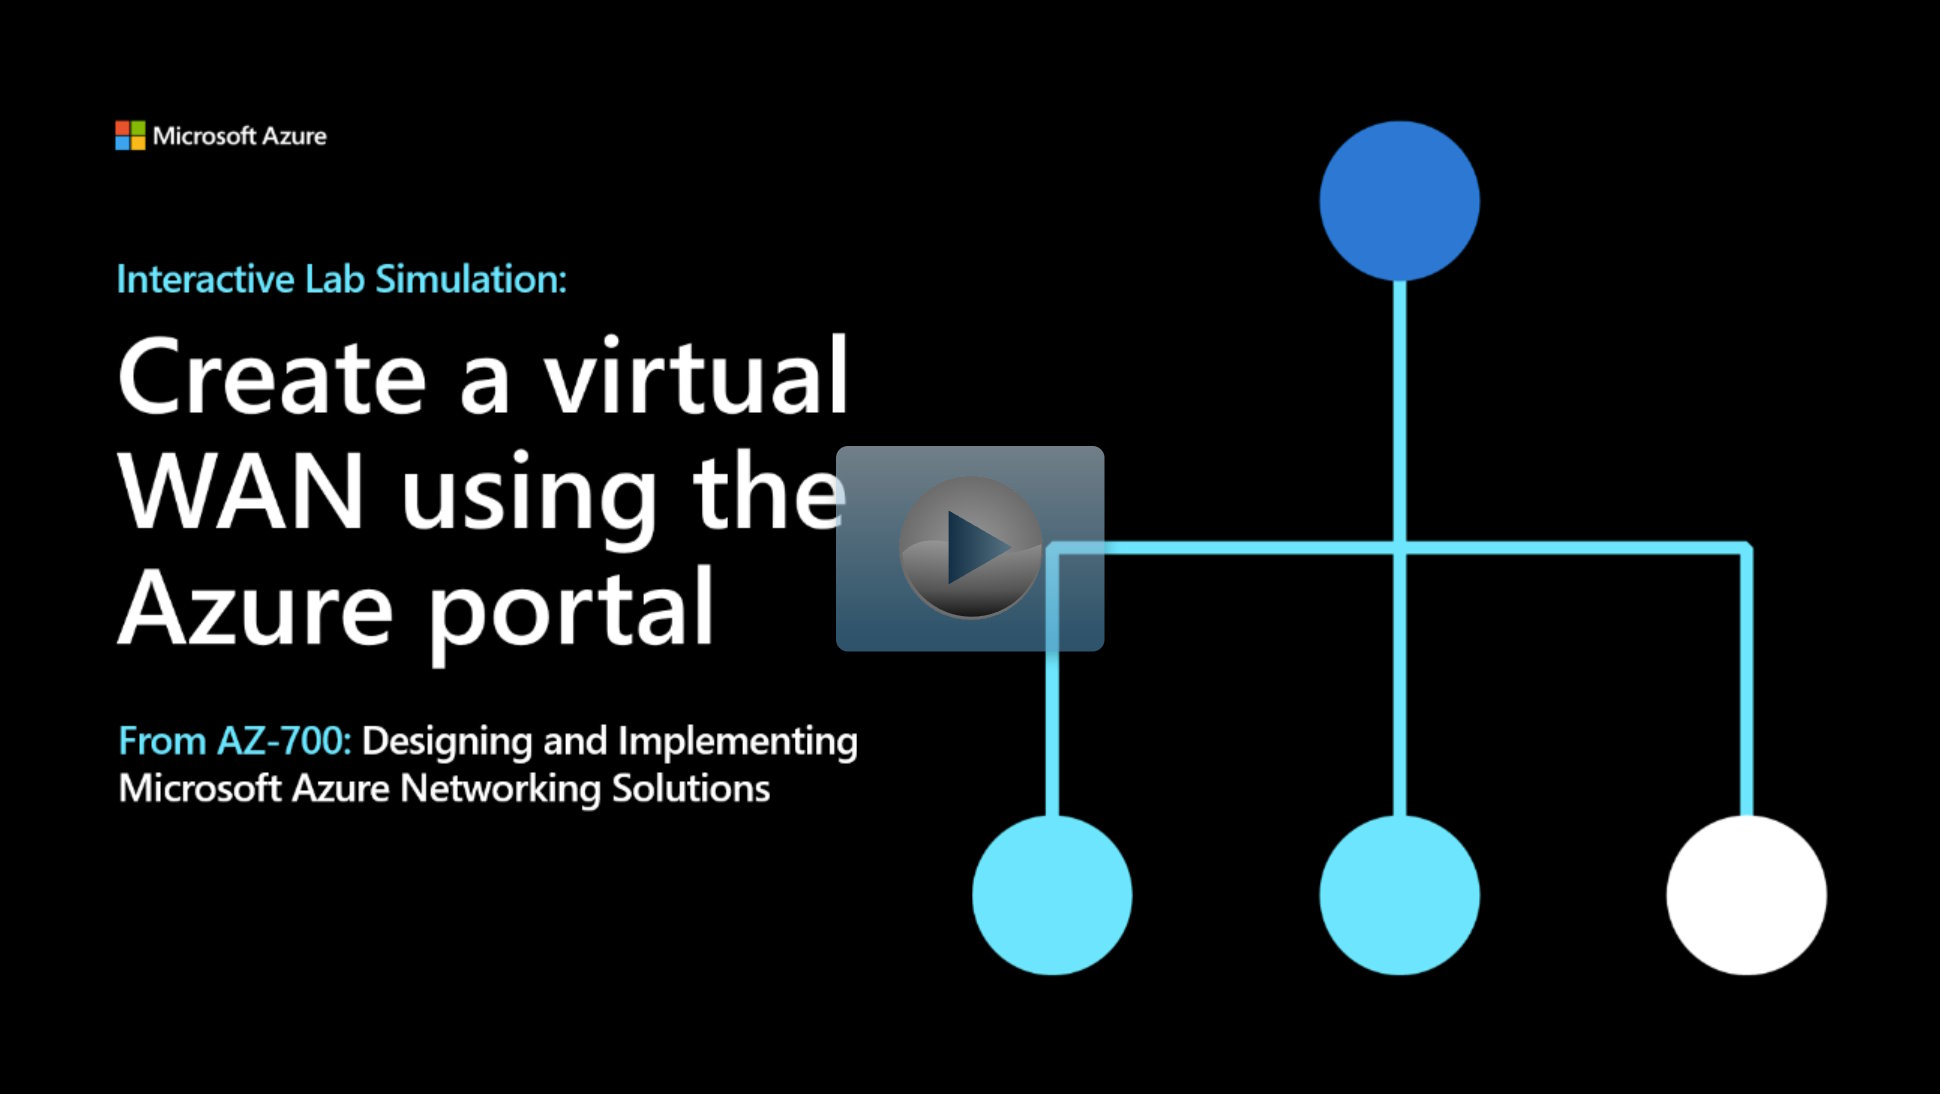 Microsoft Azure
Interactive Lab Simulation:
Create a virtual
WAN using the
Azure portal
From AZ-700: Designing and Implementing
Microsoft Azure Networking Solutions